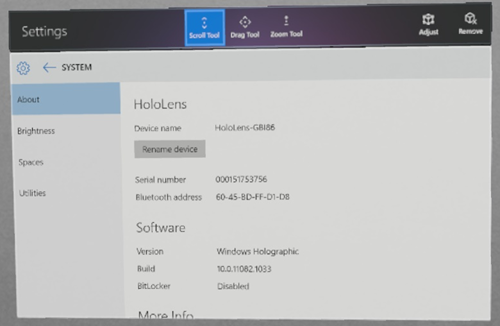 Settings
Scroll Tool
Drag Tool
Zoom Tool
Adjust
Remove
SYSTEM
About
Brightness
Spaces
Utilities
HoloLens
Device name HoloLens-GBI86
Rename device
Serial number 000151753756
Bluetooth address 60-45-BD-FF-D1-D8
Software
Version Windows Holographic
Build 10.0.11082.1033
BitLocker Disabled
More Info